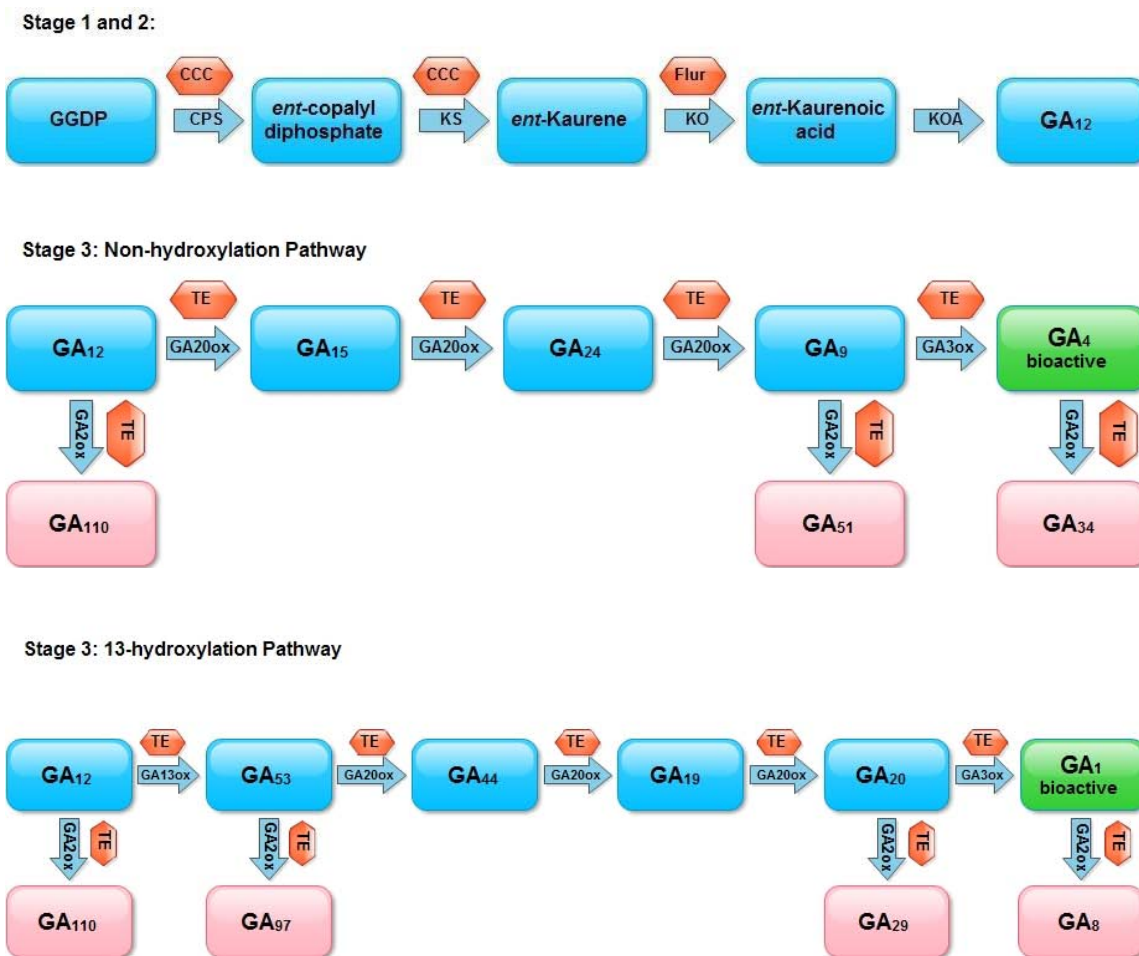 Stage 1 and 2:
CCC
CCC
Flur
GGDP
CPS
ent-copalyl
diphosphate
KS
ent-Kaurene
KO
ent-Kaurenoic
acid
KOA
GA12
Stage 3: Non-hydroxylation Pathway
TE
TE
TE
TE
GA12
GA20ox
GA15
GA20ox
GA24
GA20ox
GA9
GA3ox
GA4
bioactive
GA2ox
TE
GA2ox
TE
GA2ox
TE
GA110
GA51
GA34
Stage 3: 13-hydroxylation Pathway
TE
TE
TE
TE
TE
GA12
GA13ox
GA53
GA20ox
GA44
GA20ox
GA19
GA20ox
GA20
GA3ox
GA1
bioactive
GA2ox
TE
GA2ox
TE
GA2ox
TE
GA2ox
TE
GA110
GA97
GA29
GA8